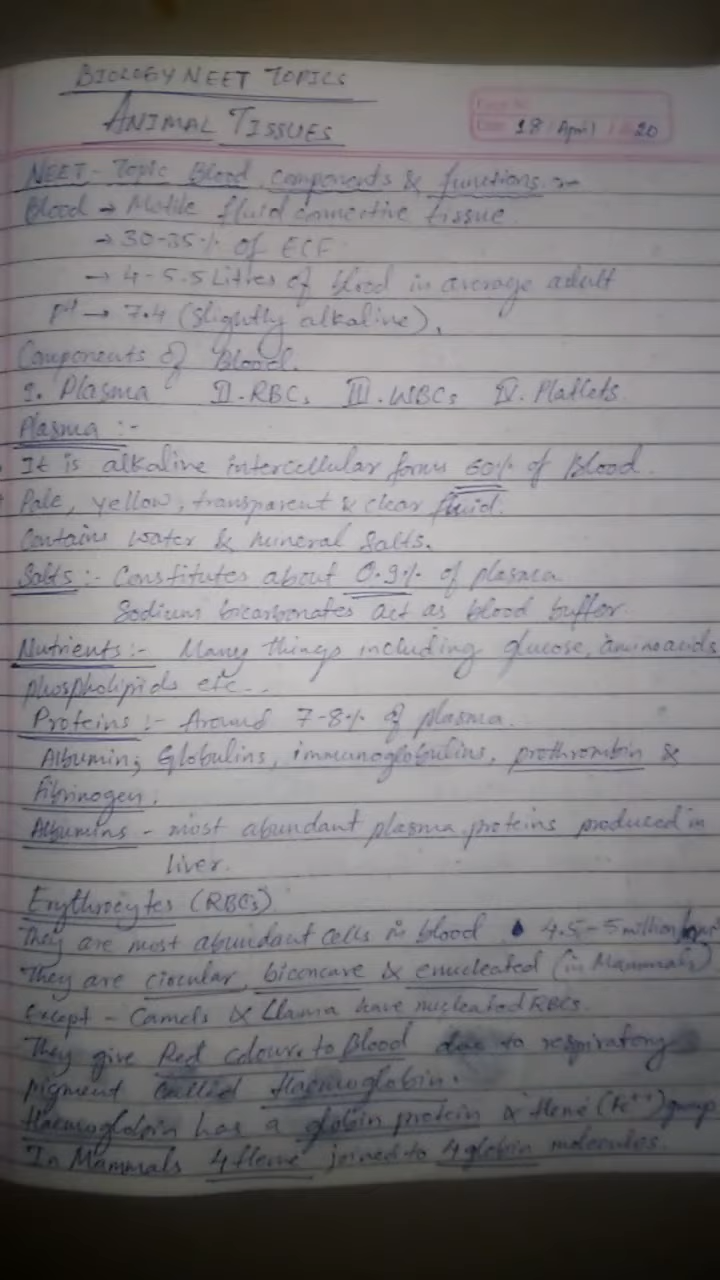 BIOLOGY NEET TOPICS
ANIMAL TISSUES
18 April 20
NEET - Topic Blood, components & functions :-
Blood → Motile fluid connective tissue.
→ 30-35% of ECF
→ 4-5.5 Litres of blood in average adult
pH → 7.4 (slightly alkaline).
Components of Blood.
I. Plasma II. RBCs III. WBCs IV. Platlets.
Plasma :-
It is alkaline intercellular forms 60% of Blood.
Pale, yellow, transparent & clear fluid.
Contains water & mineral salts.
Salts :- Constitutes about 0.9% of plasma
Sodium bicarbonates act as blood buffer.
Nutrients :- Many things including glucose, aminoacids
phospholipids etc..
Proteins :- Around 7-8% of plasma.
Albumin, Globulins, immunoglobulins, prothrombin &
fibrinogen.
Albumins - most abundant plasma proteins produced in
liver.
Erythrocytes (RBCs)
They are most abundant cells in blood 4.5-5 million
They are circular, biconcave & enucleated (in Mammals)
Except - Camels & Llama have nucleated RBCs.
They give Red colour to Blood due to respiratory
pigment called Haemoglobin.
Haemoglobin has a globin protein & Heme (Fe++) group
In Mammals 4 Heme joined to 4 globin molecules.